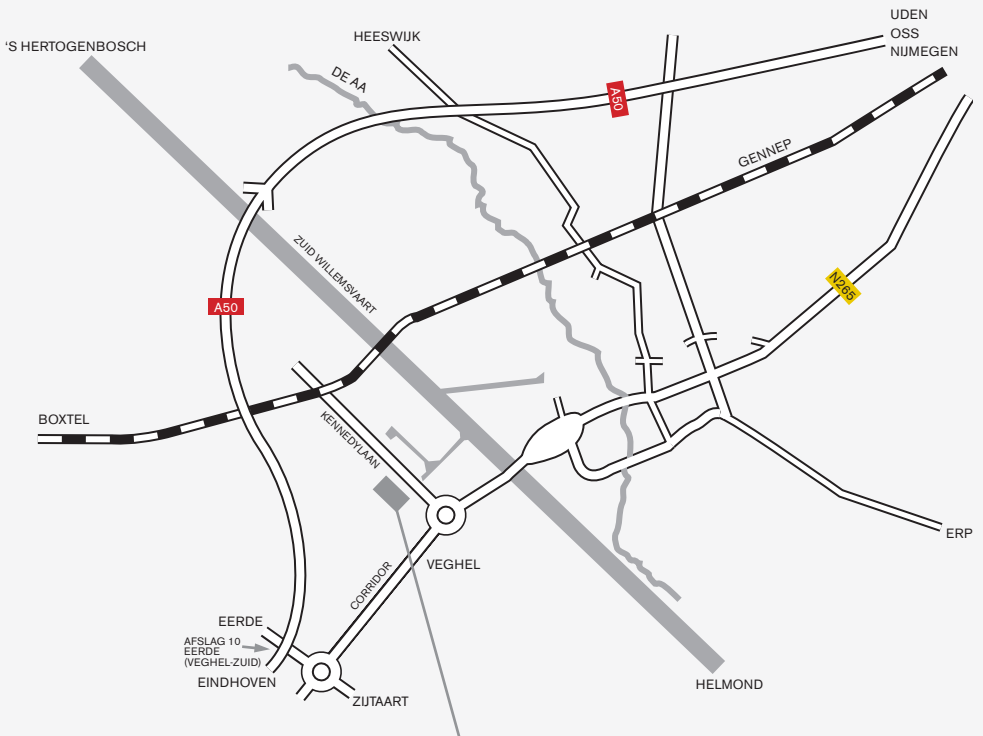 'S HERTOGENBOSCH
HEESWIJK
UDEN
OSS
NIJMEGEN
DE AA
A50
GENNEP
ZUID WILLEMSVAART
N265
A50
BOXTEL
KENNEDYLAAN
ERP
VEGHEL
CORRIDOR
EERDE
AFSLAG 10
EERDE
(VEGHEL-ZUID)
EINDHOVEN
HELMOND
ZIJTAART